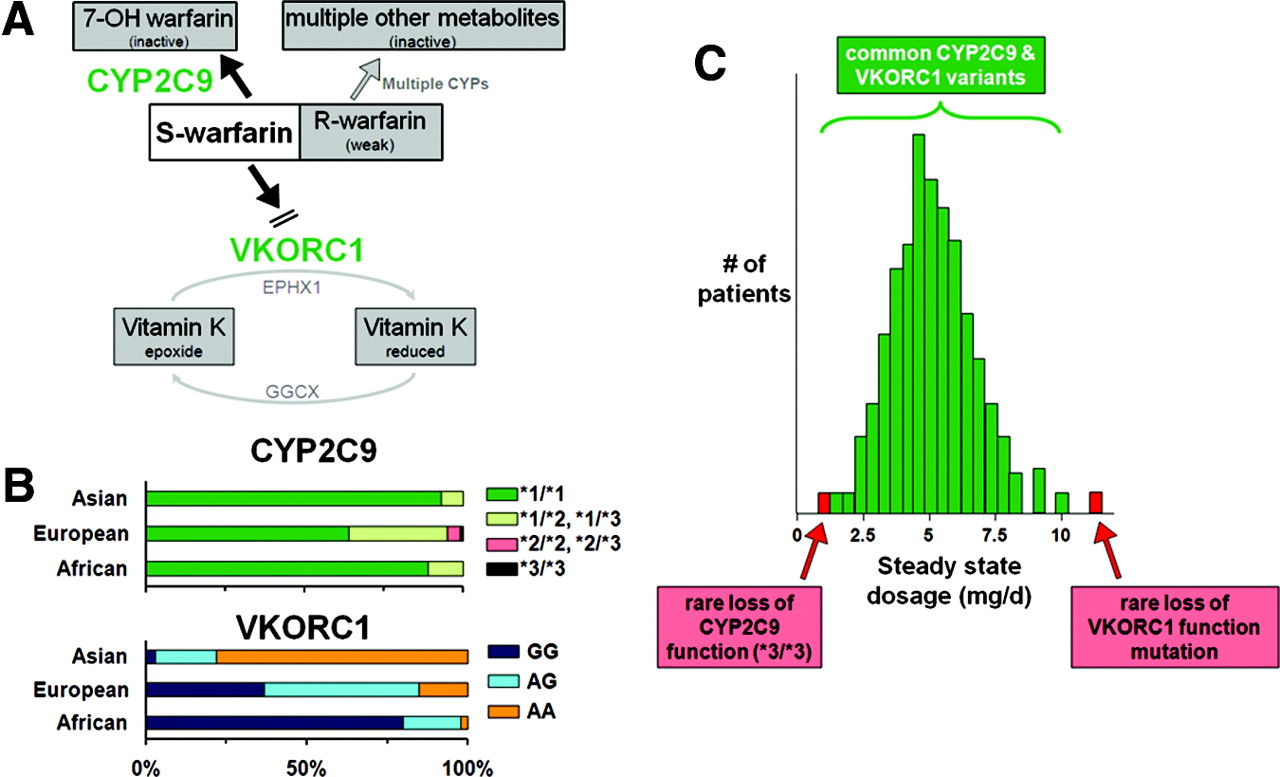 A
7-OH warfarin
(inactive)
multiple other metabolites
(inactive)
CYP2C9
Multiple CYPs
S-warfarin
R-warfarin
(weak)
VKORC1
EPHX1
Vitamin K
epoxide
Vitamin K
reduced
GGCX
B
CYP2C9
Asian
European
African
*1/*1
*1/*2, *1/*3
*2/*2, *2/*3
*3/*3
VKORC1
Asian
European
African
GG
AG
AA
0%
50%
100%
C
common CYP2C9 &
VKORC1 variants
# of
patients
0
2.5
5
7.5
10
Steady state
dosage (mg/d)
rare loss of
CYP2C9
function (*3/*3)
rare loss of
VKORC1 function
mutation